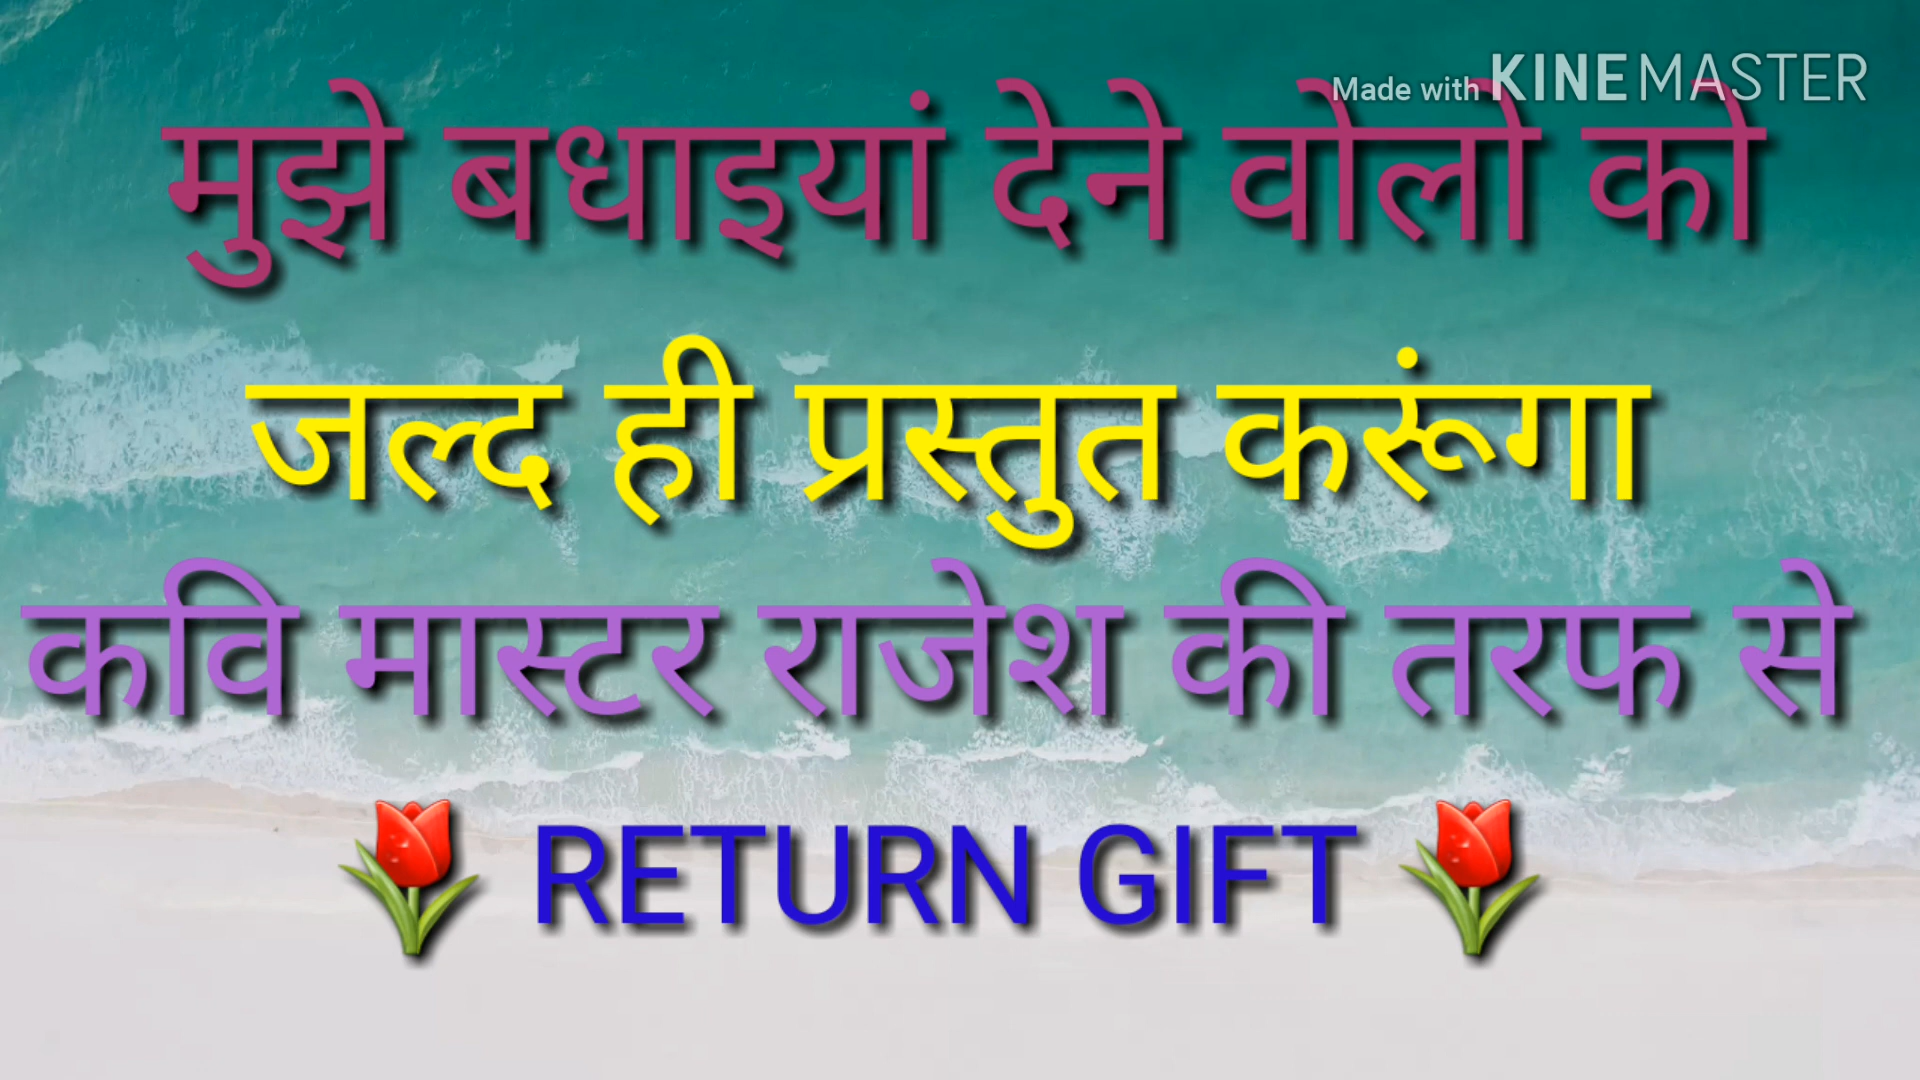 Made with KINEMASTER
मुझे बधाइयां देने वोलो को
जल्द ही प्रस्तुत करूंगा
कवि मास्टर राजेश की तरफ से
🌷 RETURN GIFT 🌷